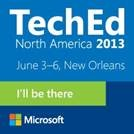 TechEd
North America 2013
June 3–6, New Orleans
I'll be there
Microsoft